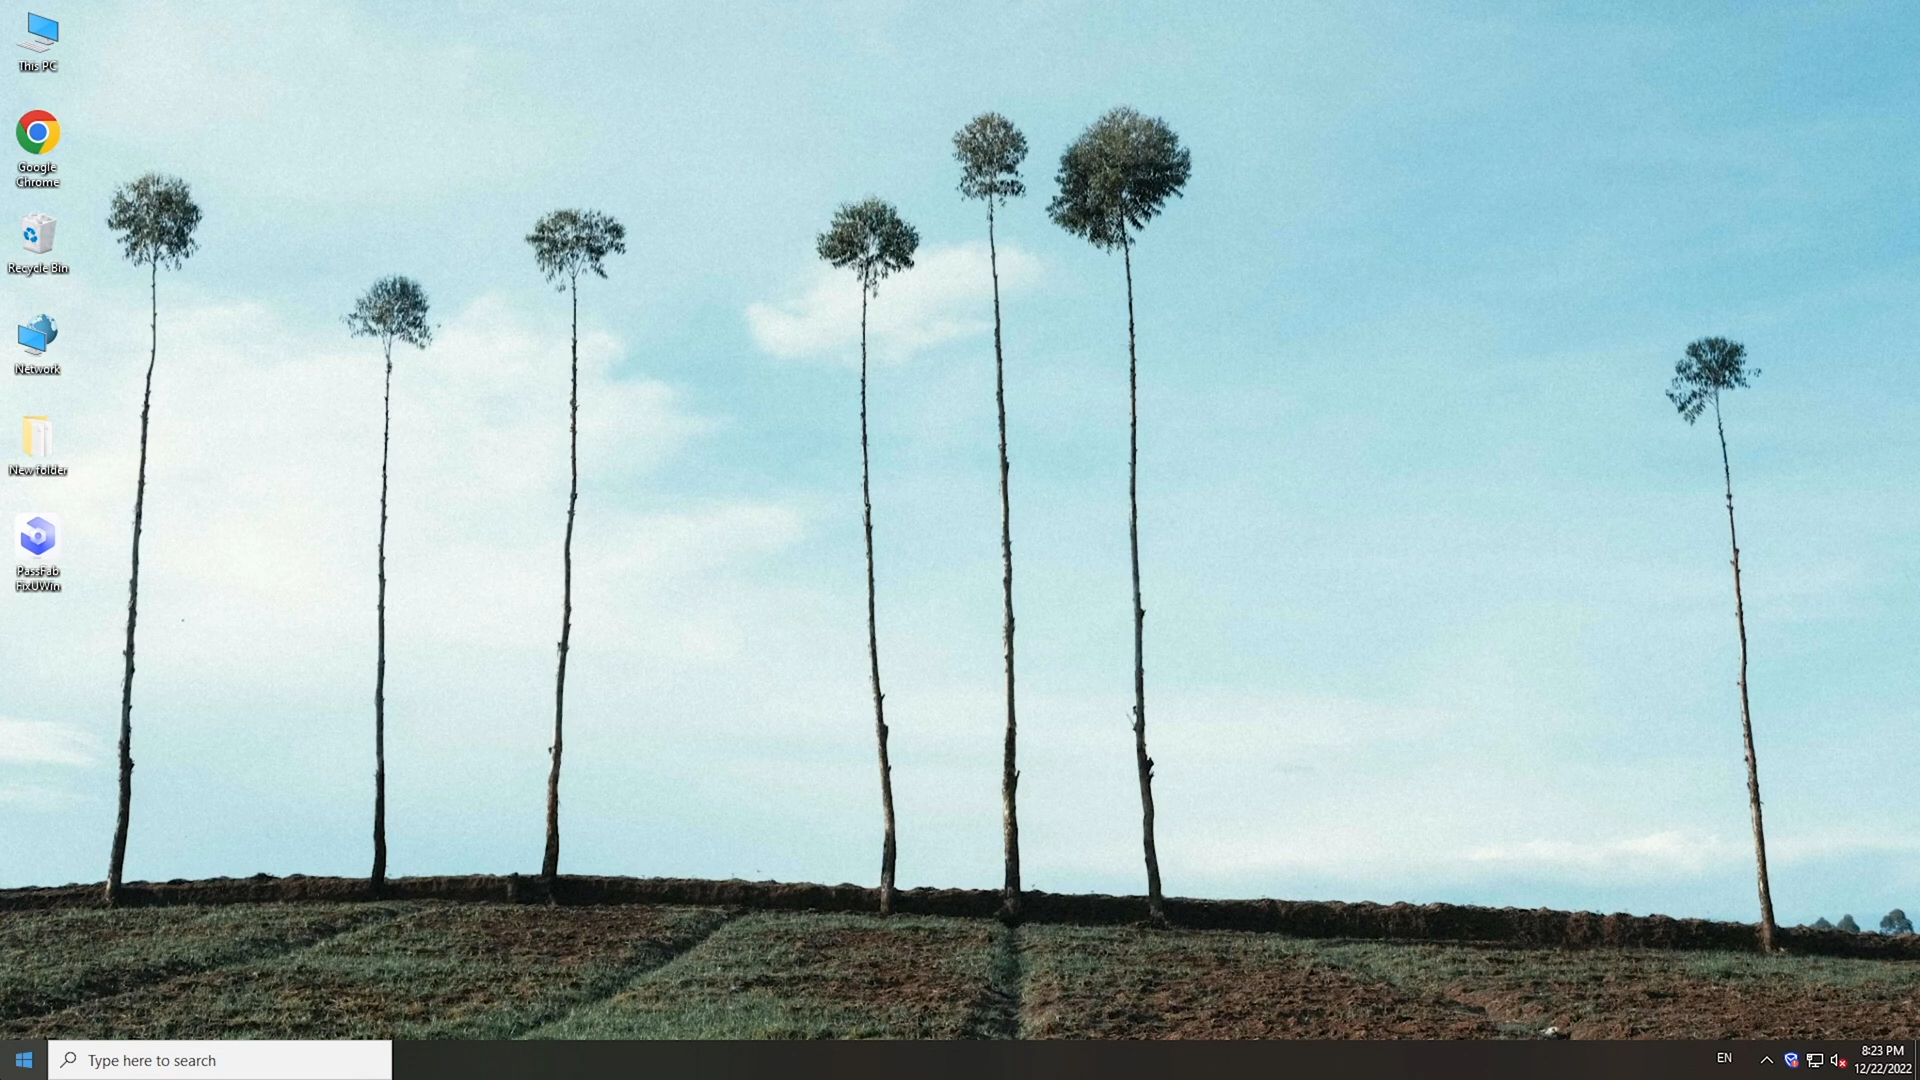 This PC
Google
Chrome
Recycle Bin
Network
New folder
PassFab
FixUWin
Type here to search
EN
8:23 PM
12/22/2022